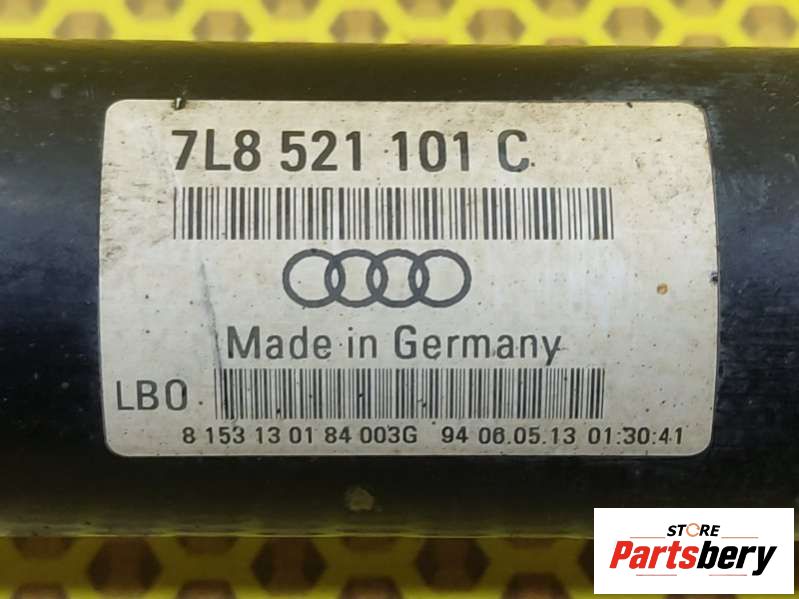 7L8 521 101 C
Made in Germany
LB0
8 153 13 01 84 003G 94 06.05.13 01:30:41
STORE
Partsbery